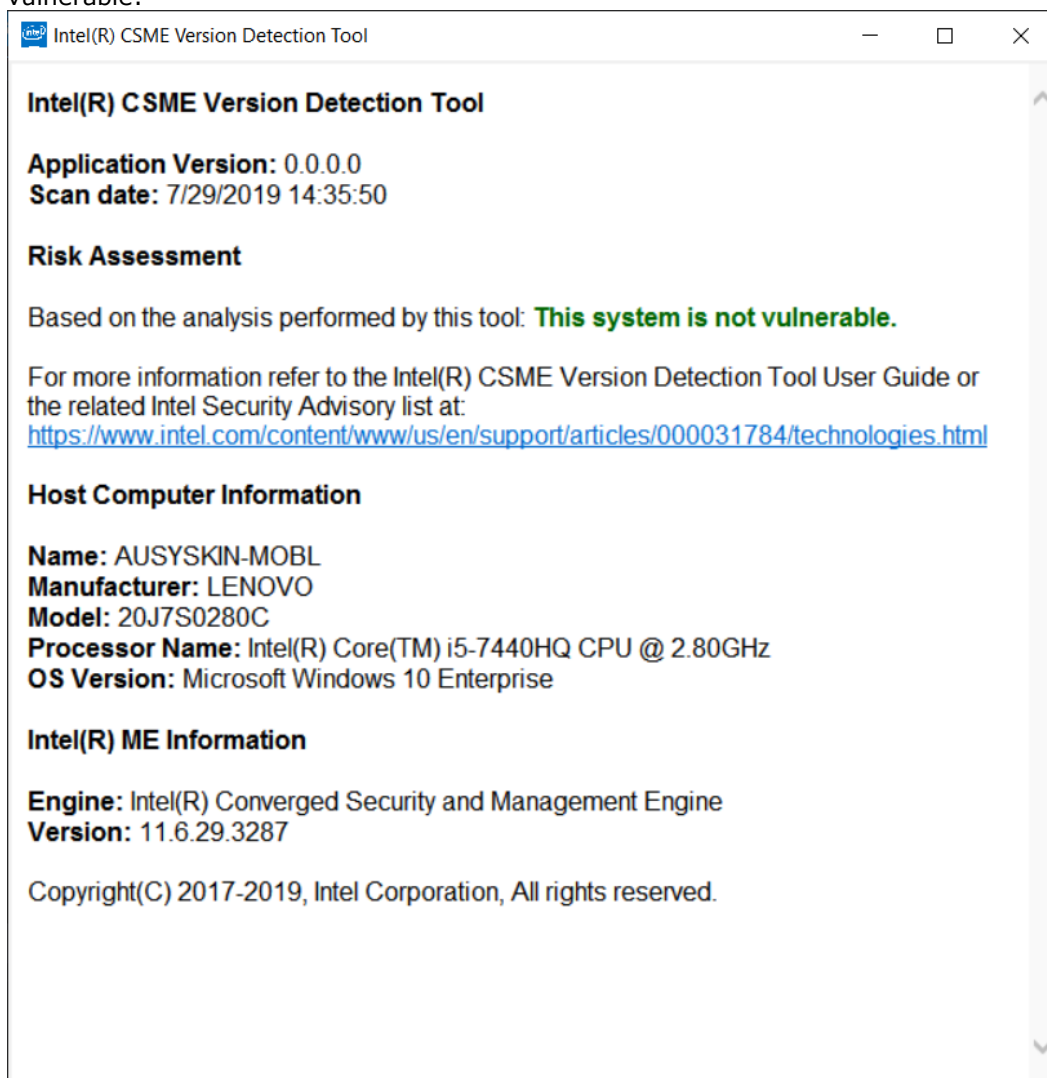 vulnerable.
Intel(R) CSME Version Detection Tool
Intel(R) CSME Version Detection Tool
Application Version: 0.0.0.0
Scan date: 7/29/2019 14:35:50
Risk Assessment
Based on the analysis performed by this tool: This system is not vulnerable.
For more information refer to the Intel(R) CSME Version Detection Tool User Guide or
the related Intel Security Advisory list at:
https://www.intel.com/content/www/us/en/support/articles/000031784/technologies.html
Host Computer Information
Name: AUSYSKIN-MOBL
Manufacturer: LENOVO
Model: 20J7S0280C
Processor Name: Intel(R) Core(TM) i5-7440HQ CPU @ 2.80GHz
OS Version: Microsoft Windows 10 Enterprise
Intel(R) ME Information
Engine: Intel(R) Converged Security and Management Engine
Version: 11.6.29.3287
Copyright(C) 2017-2019, Intel Corporation, All rights reserved.